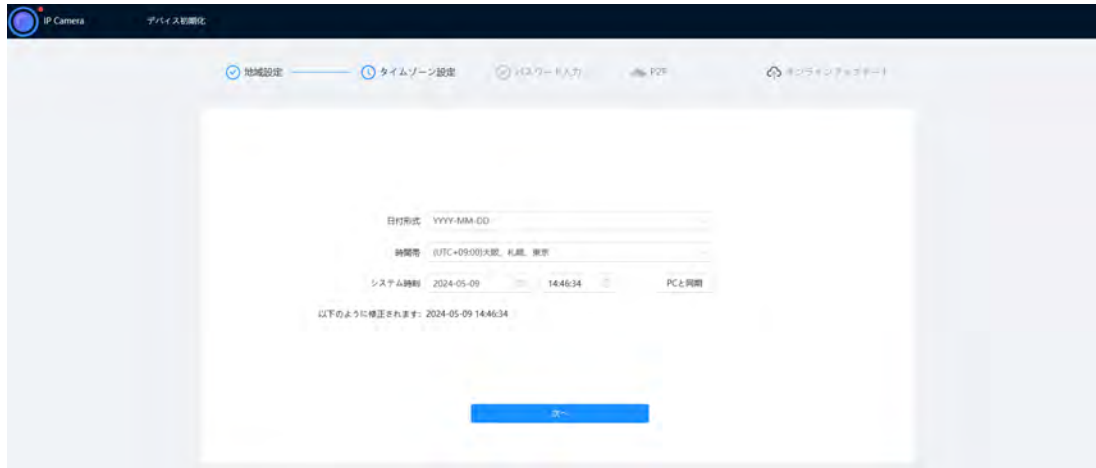 IP Camera デバイス初期化
地域設定 タイムゾーン設定 パスワード入力 P2P オンラインアップデート
日付形式 YYYY-MM-DD
時間帯 (UTC+09:00)大阪、札幌、東京
システム時刻 2024-05-09 14:46:34 PCと同期
以下のように修正されます: 2024-05-09 14:46:34
次へ